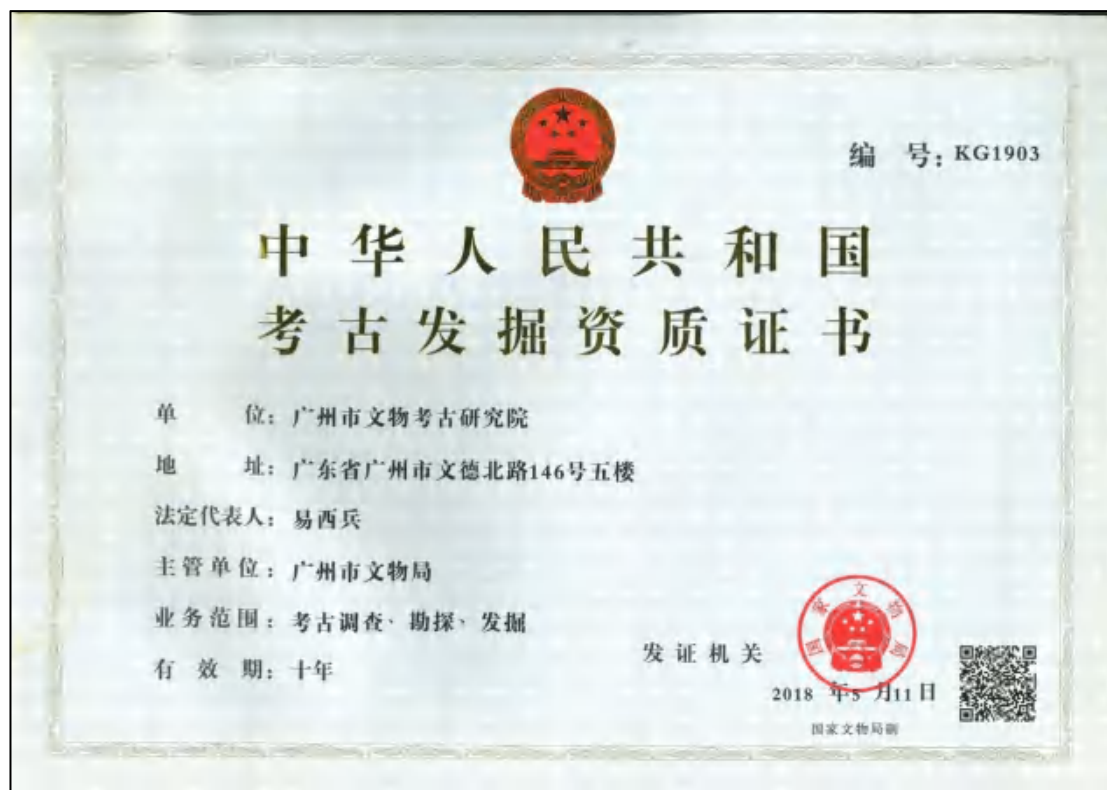 编 号：KG1903
中华人民共和国
考古发掘资质证书
单 位：广州市文物考古研究院
地 址：广东省广州市文德北路146号五楼
法定代表人：易西兵
主管单位：广州市文物局
业务范围：考古调查、勘探、发掘
有 效 期：十年
发证机关
国家文物局
2018 年5 月11日
国家文物局制